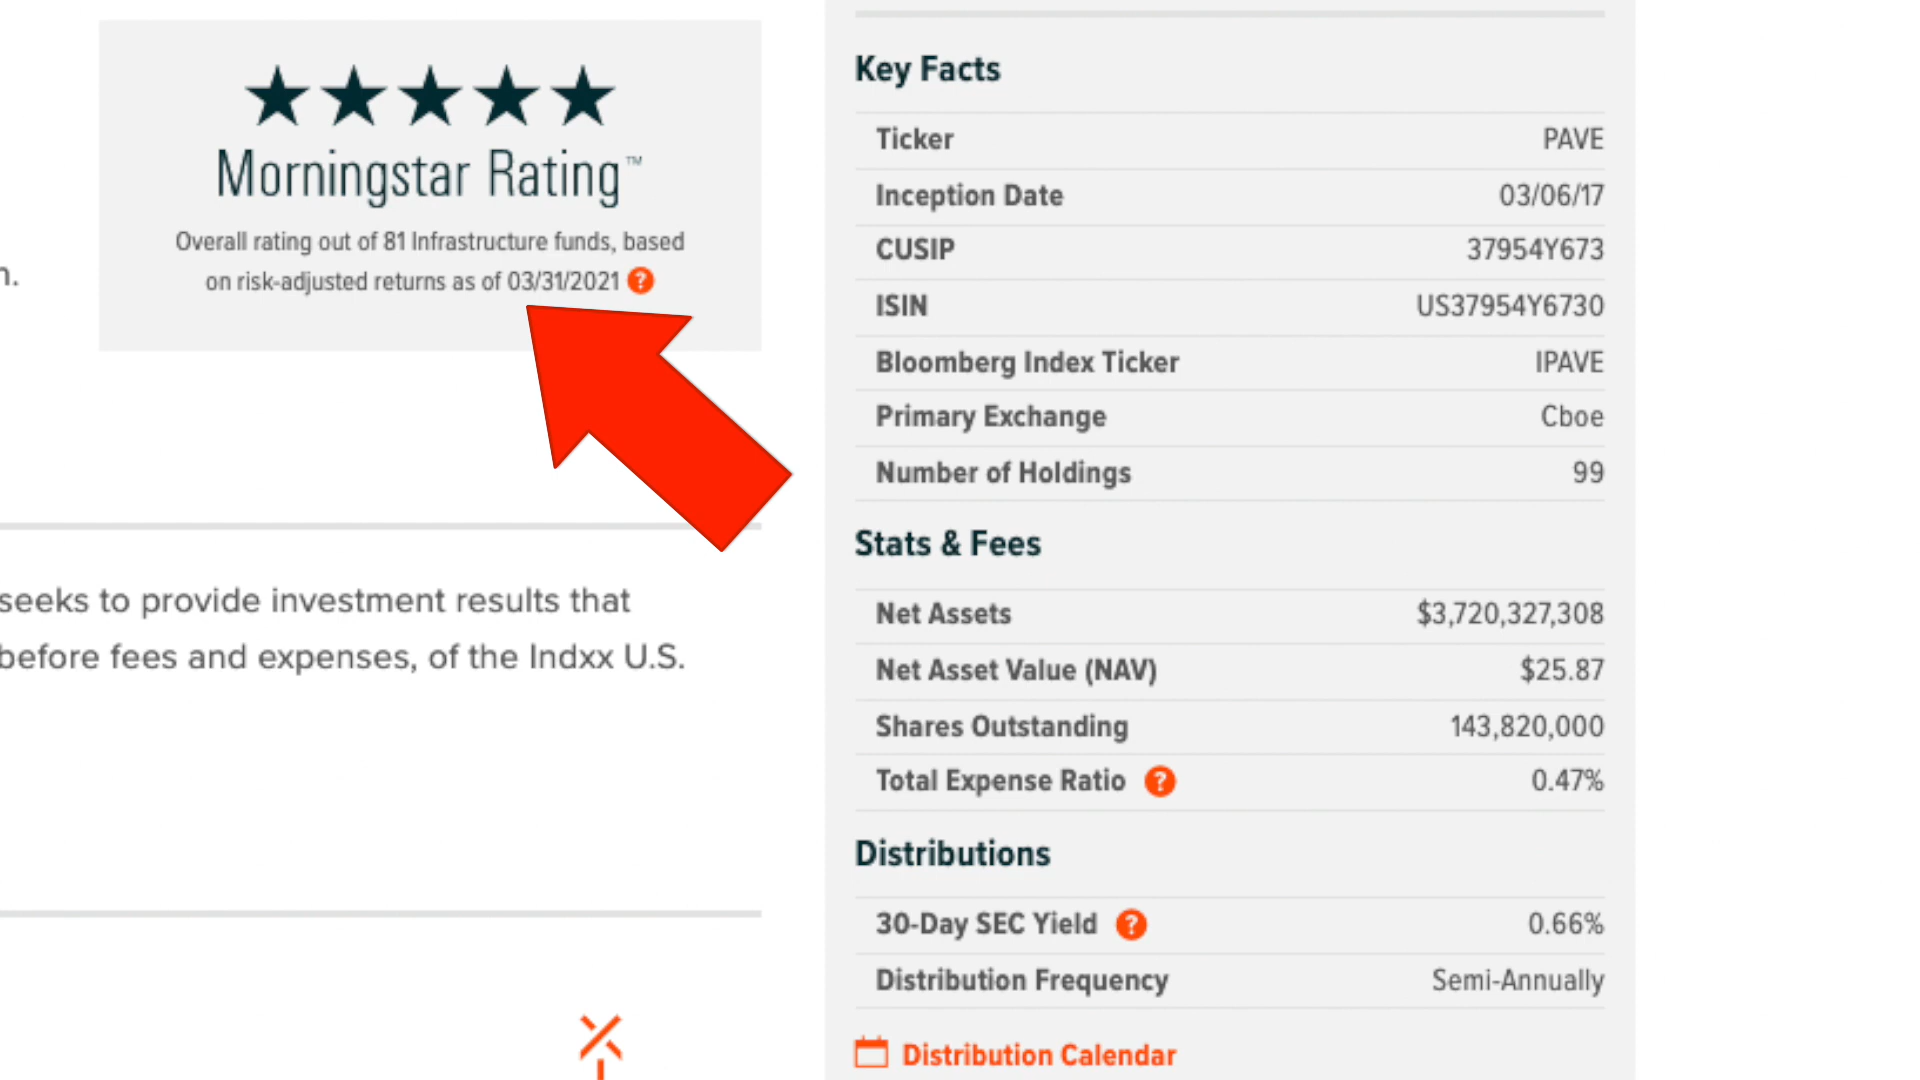 Morningstar Rating™
Overall rating out of 81 Infrastructure funds, based
on risk-adjusted returns as of 03/31/2021 ?
n.
seeks to provide investment results that
before fees and expenses, of the Indxx U.S.
Key Facts
Ticker PAVE
Inception Date 03/06/17
CUSIP 37954Y673
ISIN US37954Y6730
Bloomberg Index Ticker IPAVE
Primary Exchange Cboe
Number of Holdings 99
Stats & Fees
Net Assets $3,720,327,308
Net Asset Value (NAV) $25.87
Shares Outstanding 143,820,000
Total Expense Ratio ? 0.47%
Distributions
30-Day SEC Yield ? 0.66%
Distribution Frequency Semi-Annually
Distribution Calendar